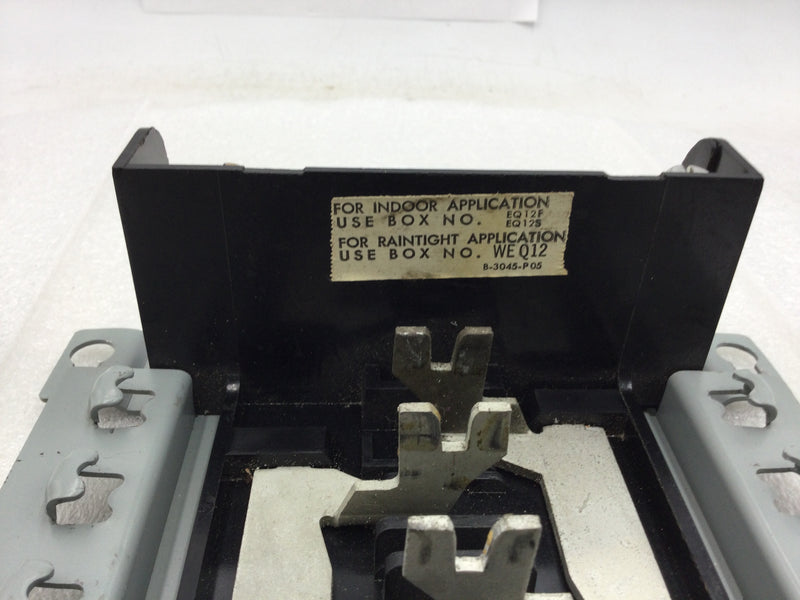 FOR INDOOR APPLICATION
USE BOX NO. EQ12F
EQ12S
FOR RAINTIGHT APPLICATION
USE BOX NO. WEQ12
B-3045-P05